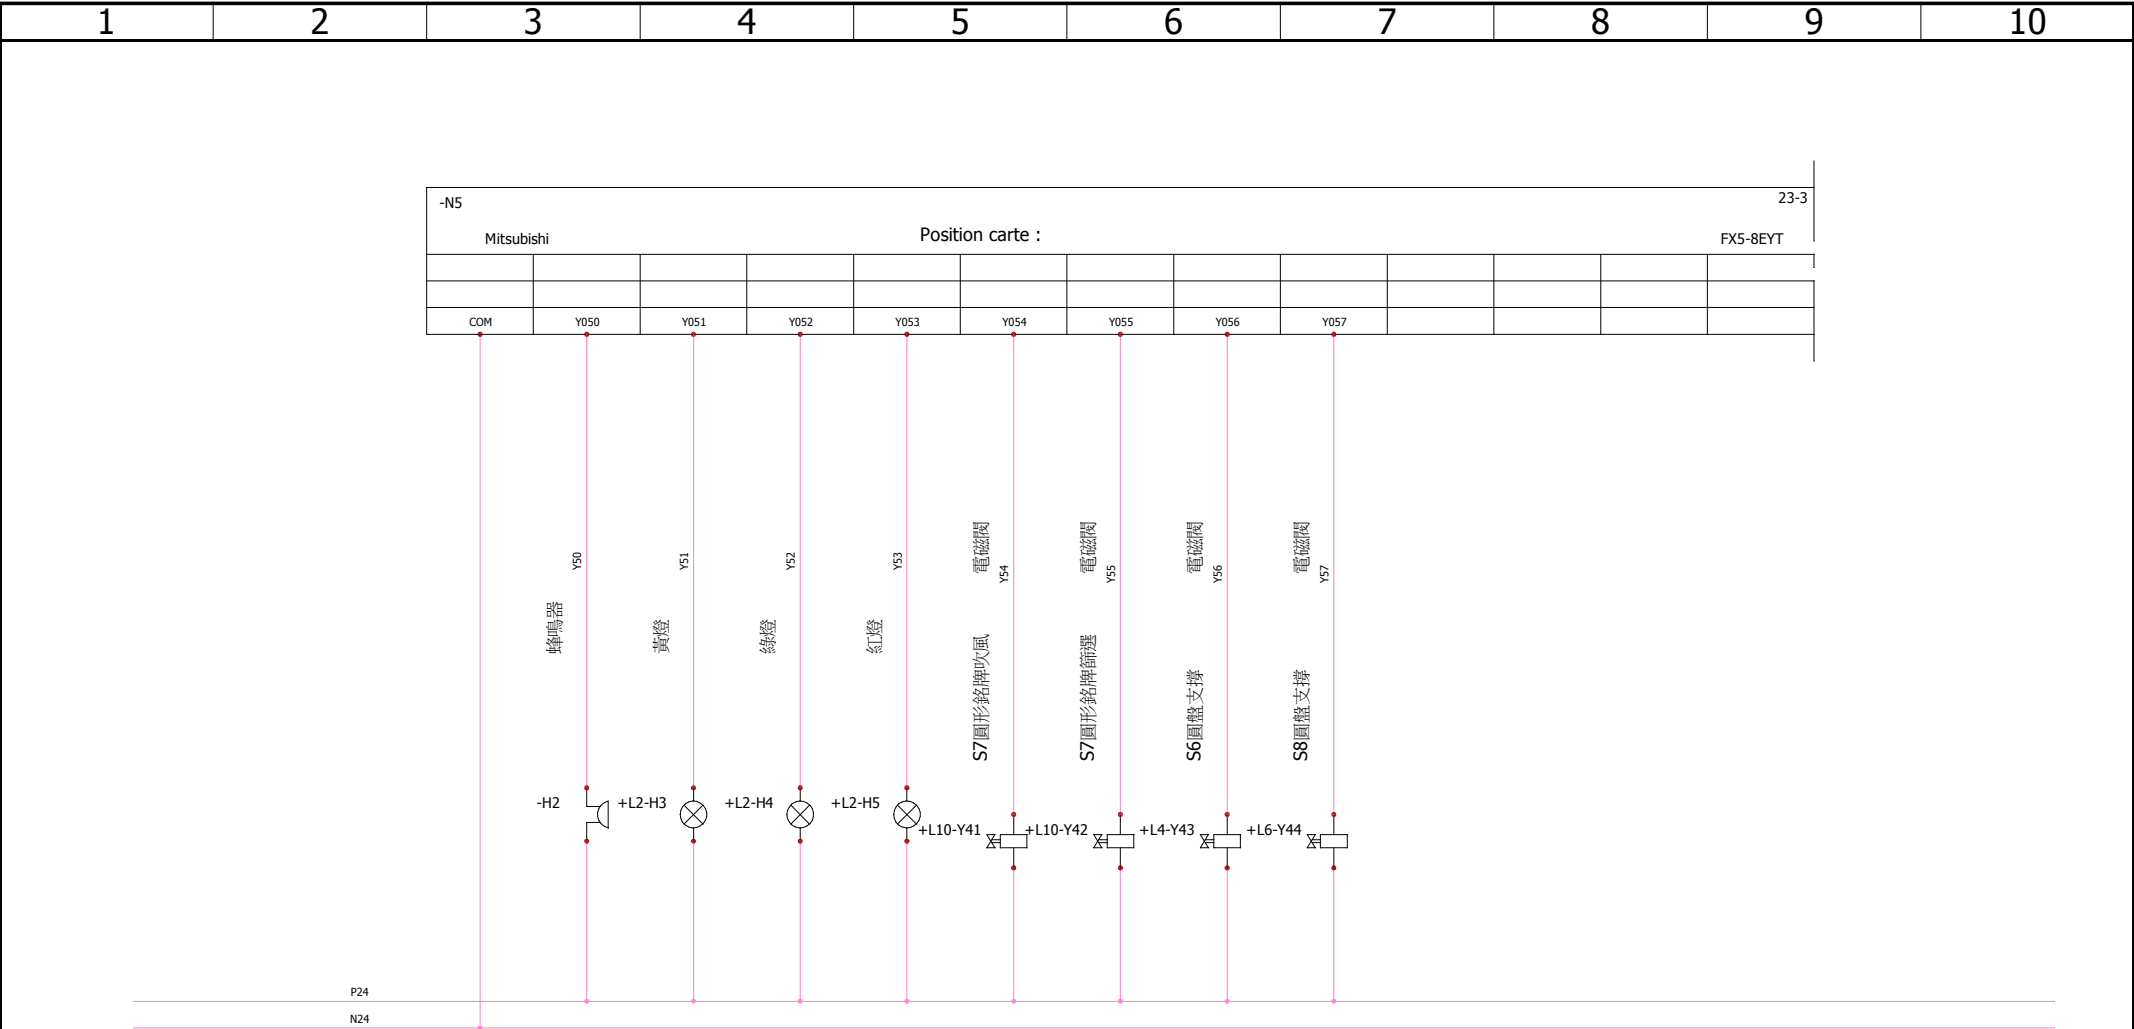 1 2 3 4 5 6 7 8 9 10
-N5 23-3
Mitsubishi Position carte : FX5-8EYT
COM Y050 Y051 Y052 Y053 Y054 Y055 Y056 Y057
Y50
Y51
Y52
Y53
Y54
Y55
Y56
Y57
蜂鳴器
黃燈
綠燈
紅燈
S7圓形銘牌吹風 電磁閥
S7圓形銘牌篩選 電磁閥
S6圓盤支撐 電磁閥
S8圓盤支撐 電磁閥
-H2 +L2-H3 +L2-H4 +L2-H5
+L10-Y41 +L10-Y42 +L4-Y43 +L6-Y44
P24
N24